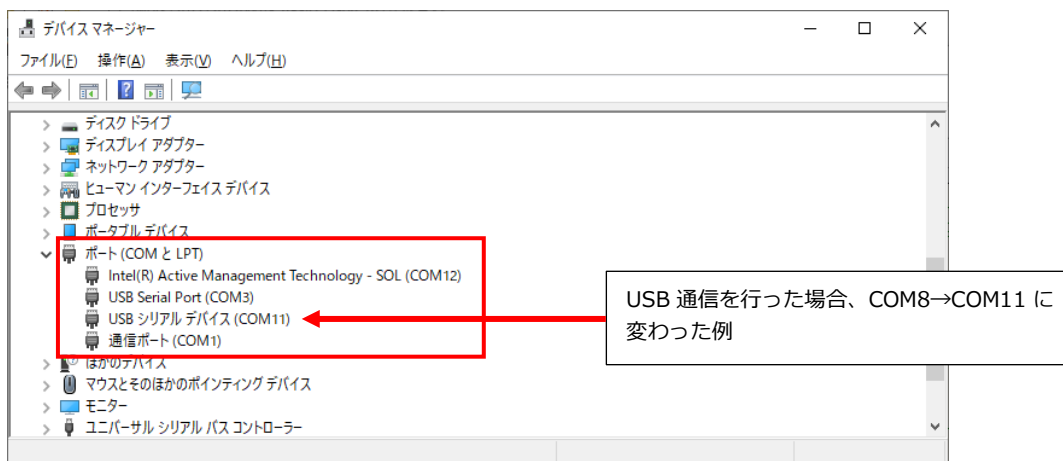 デバイス マネージャー
ファイル(F) 操作(A) 表示(V) ヘルプ(H)
ディスク ドライブ
ディスプレイ アダプター
ネットワーク アダプター
ヒューマン インターフェイス デバイス
プロセッサ
ポータブル デバイス
ポート (COM と LPT)
Intel(R) Active Management Technology - SOL (COM12)
USB Serial Port (COM3)
USB シリアル デバイス (COM11)
通信ポート (COM1)
ほかのデバイス
マウスとそのほかのポインティング デバイス
モニター
ユニバーサル シリアル バス コントローラー
USB 通信を行った場合、COM8→COM11 に
変わった例